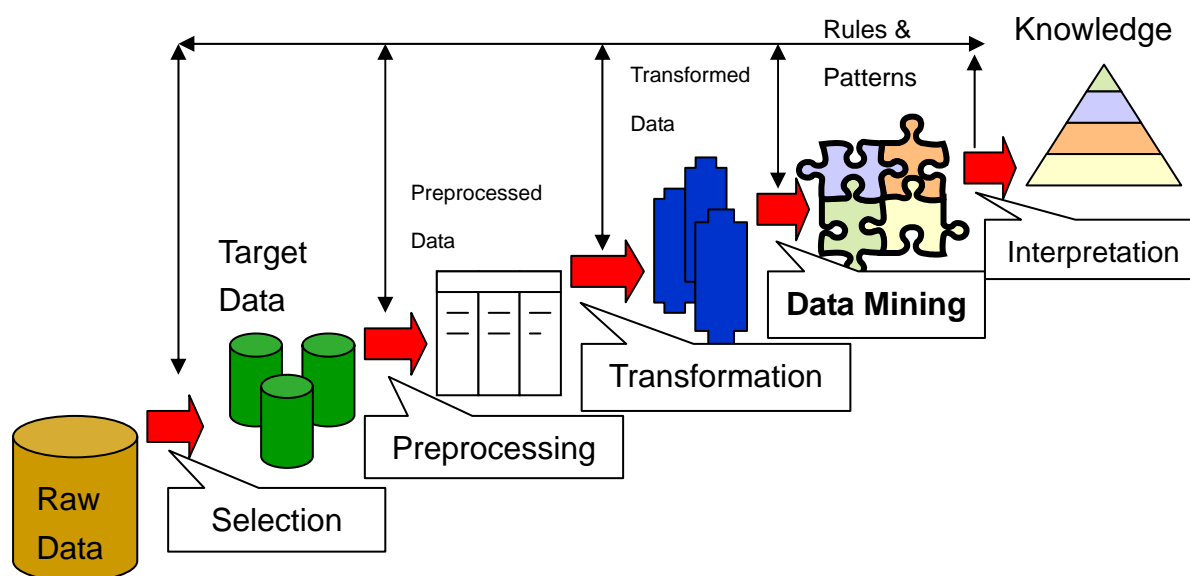 Rules &
Patterns
Knowledge
Transformed
Data
Preprocessed
Data
Target
Data
Interpretation
Data Mining
Transformation
Preprocessing
Selection
Raw
Data